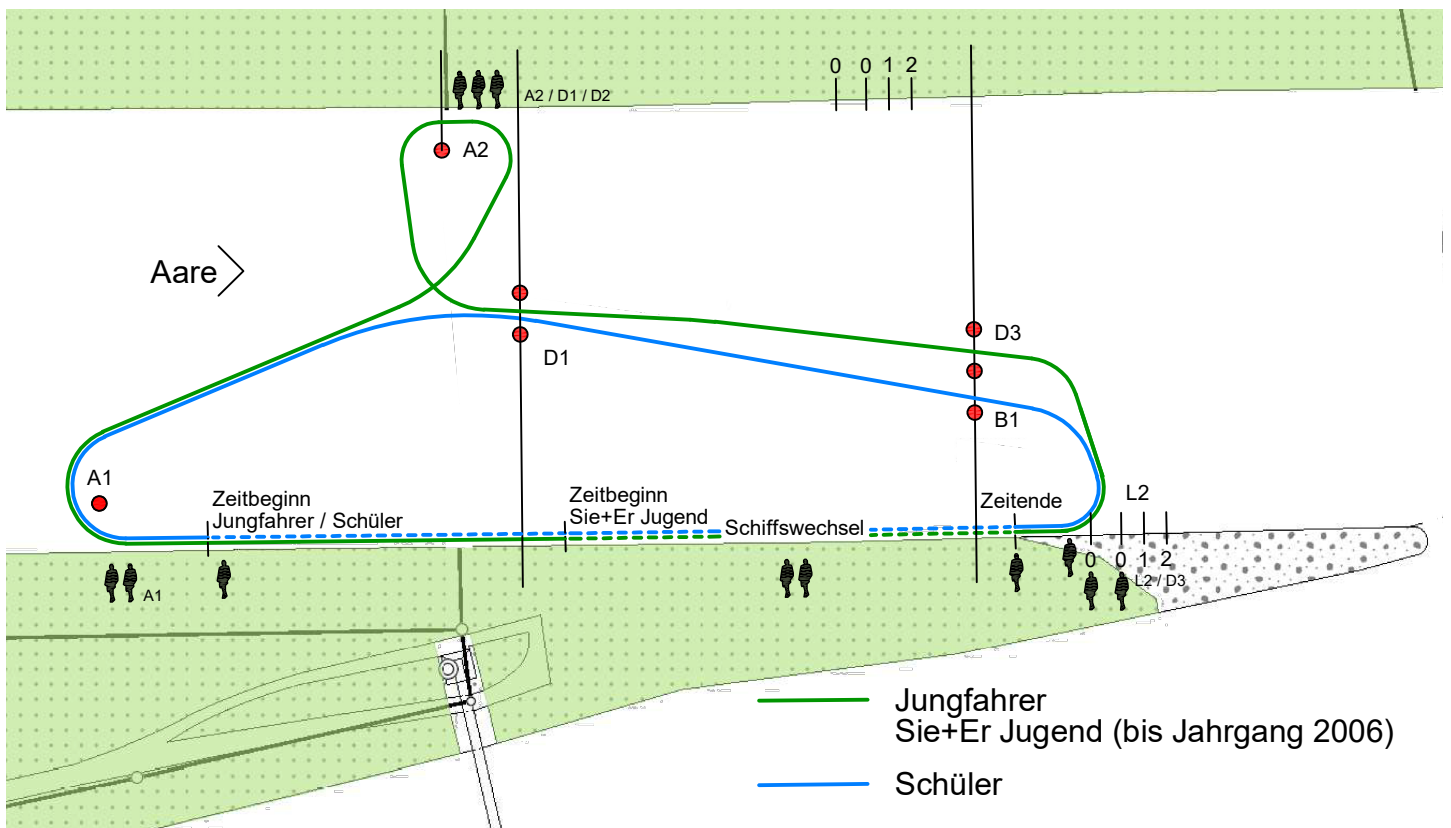 0 0 1 2
A2 / D1 / D2
A2
Aare
D3
D1
B1
A1
Zeitbeginn
Jungfahrer / Schüler
Zeitbeginn
Sie+Er Jugend
Schiffswechsel
Zeitende
L2
0 0 1 2
L2 / D3
A1
Jungfahrer
Sie+Er Jugend (bis Jahrgang 2006)
Schüler